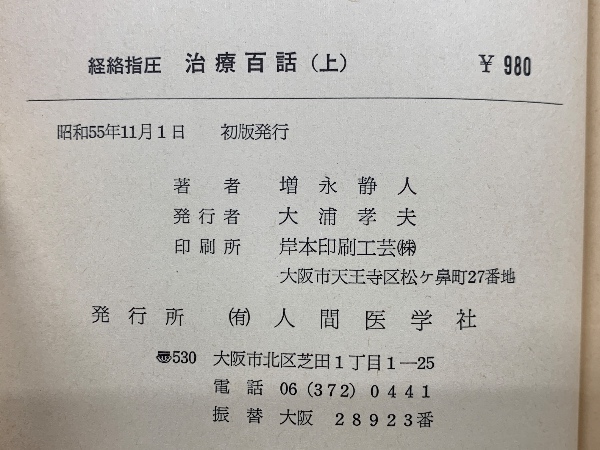 経絡指圧 治療百話(上) ￥980
昭和55年11月1日 初版発行
著者 増永静人
発行者 大浦孝夫
印刷所 岸本印刷工芸㈱
大阪市天王寺区松ケ鼻町27番地
発行所 ㈲人間医学社
〠530 大阪市北区芝田1丁目1―25
電話 06(372)0441
振替 大阪 28923番